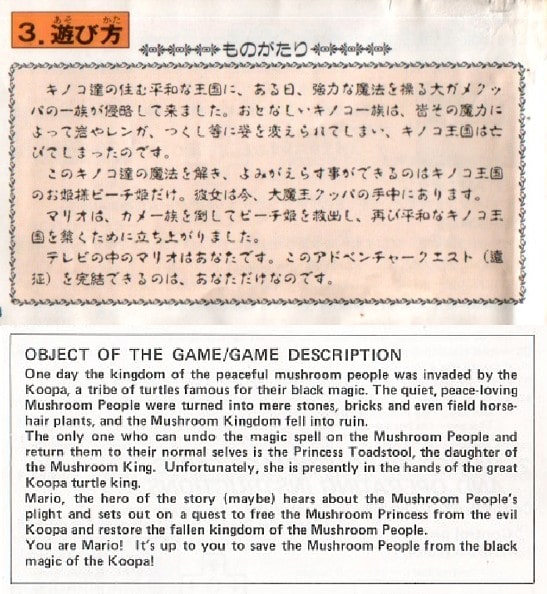 3. 遊び方
あそ かた
ものがたり
キノコ達の住む平和な王国に、ある日、強力な魔法を操る大ガメクッ
パの一族が侵略して来ました。おとなしいキノコ一族は、皆その魔力に
よって岩やレンガ、つくし等に姿を変えられてしまい、キノコ王国は亡
びてしまったのです。
このキノコ達の魔法を解き、よみがえらす事ができるのはキノコ王国
のお姫様ピーチ姫だけ。彼女は今、大魔王クッパの手中にあります。
マリオは、カメ一族を倒してピーチ姫を救出し、再び平和なキノコ王
国を築くために立ち上がりました。
テレビの中のマリオはあなたです。このアドベンチャークエスト（遠
征）を完結できるのは、あなただけなのです。
OBJECT OF THE GAME/GAME DESCRIPTION
One day the kingdom of the peaceful mushroom people was invaded by the
Koopa, a tribe of turtles famous for their black magic. The quiet, peace-loving
Mushroom People were turned into mere stones, bricks and even field horse-
hair plants, and the Mushroom Kingdom fell into ruin.
The only one who can undo the magic spell on the Mushroom People and
return them to their normal selves is the Princess Toadstool, the daughter of
the Mushroom King. Unfortunately, she is presently in the hands of the great
Koopa turtle king.
Mario, the hero of the story (maybe) hears about the Mushroom People's
plight and sets out on a quest to free the Mushroom Princess from the evil
Koopa and restore the fallen kingdom of the Mushroom People.
You are Mario! It's up to you to save the Mushroom People from the black
magic of the Koopa!